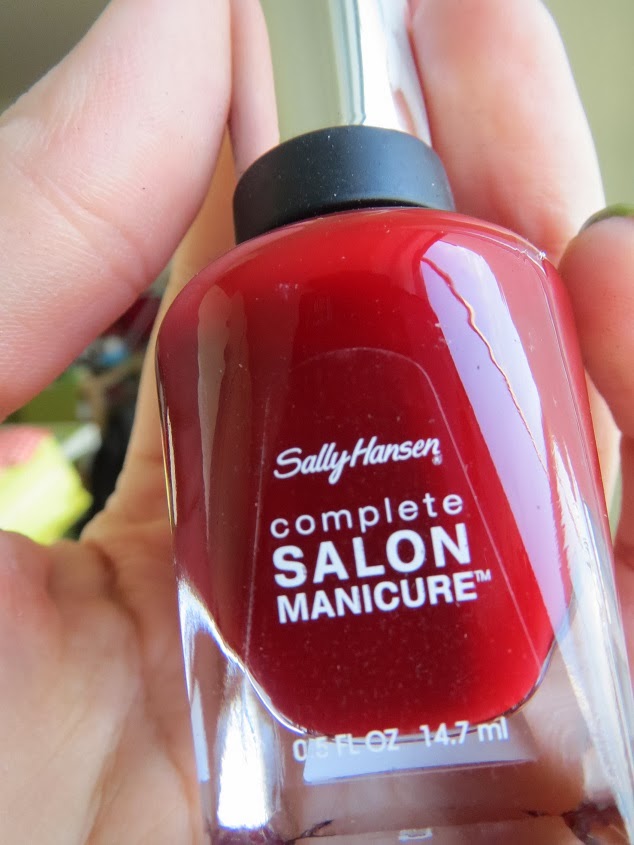 Sally Hansen®
complete
SALON
MANICURE™
0.5 FL OZ 14.7 ml